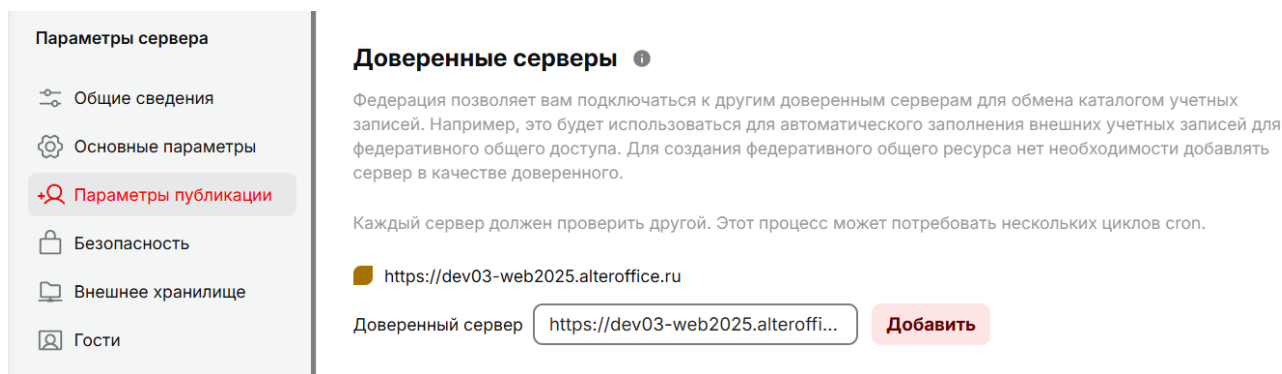 Параметры сервера
Общие сведения
Основные параметры
Параметры публикации
Безопасность
Внешнее хранилище
Гости
Доверенные серверы
Федерация позволяет вам подключаться к другим доверенным серверам для обмена каталогом учетных
записей. Например, это будет использоваться для автоматического заполнения внешних учетных записей для
федеративного общего доступа. Для создания федеративного общего ресурса нет необходимости добавлять
сервер в качестве доверенного.
Каждый сервер должен проверить другой. Этот процесс может потребовать нескольких циклов cron.
https://dev03-web2025.alteroffice.ru
Доверенный сервер https://dev03-web2025.alteroffi... Добавить